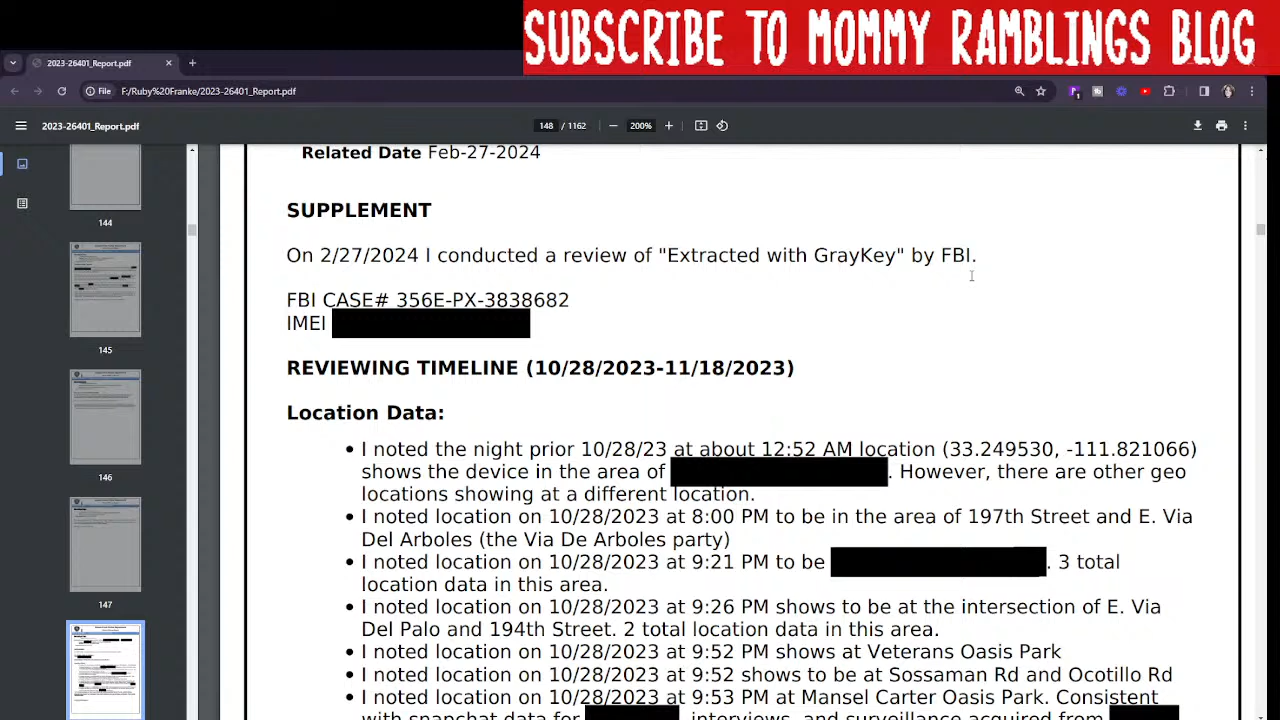 SUBSCRIBE TO MOMMY RAMBLINGS BLOG
2023-26401_Report.pdf
File F:/Ruby%20Franke/2023-26401_Report.pdf
2023-26401_Report.pdf
148 / 1162
200%
144
145
146
147
Related Date Feb-27-2024
SUPPLEMENT
On 2/27/2024 I conducted a review of "Extracted with GrayKey" by FBI.
FBI CASE# 356E-PX-3838682
IMEI
REVIEWING TIMELINE (10/28/2023-11/18/2023)
Location Data:
• I noted the night prior 10/28/23 at about 12:52 AM location (33.249530, -111.821066)
shows the device in the area of . However, there are other geo
locations showing at a different location.
• I noted location on 10/28/2023 at 8:00 PM to be in the area of 197th Street and E. Via
Del Arboles (the Via De Arboles party)
• I noted location on 10/28/2023 at 9:21 PM to be . 3 total
location data in this area.
• I noted location on 10/28/2023 at 9:26 PM shows to be at the intersection of E. Via
Del Palo and 194th Street. 2 total location data in this area.
• I noted location on 10/28/2023 at 9:52 PM shows at Veterans Oasis Park
• I noted location on 10/28/2023 at 9:52 shows to be at Sossaman Rd and Ocotillo Rd
• I noted location on 10/28/2023 at 9:53 PM at Mansel Carter Oasis Park. Consistent
with snapchat data for , interviews, and surveillance acquired from